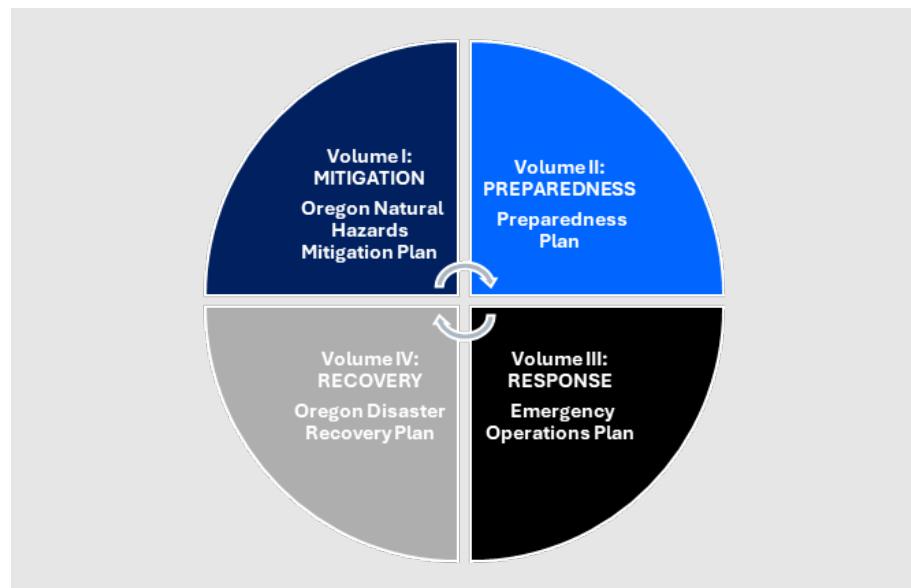 Volume I:
MITIGATION
Oregon Natural
Hazards
Mitigation Plan
Volume II:
PREPAREDNESS
Preparedness
Plan
Volume IV:
RECOVERY
Oregon Disaster
Recovery Plan
Volume III:
RESPONSE
Emergency
Operations Plan